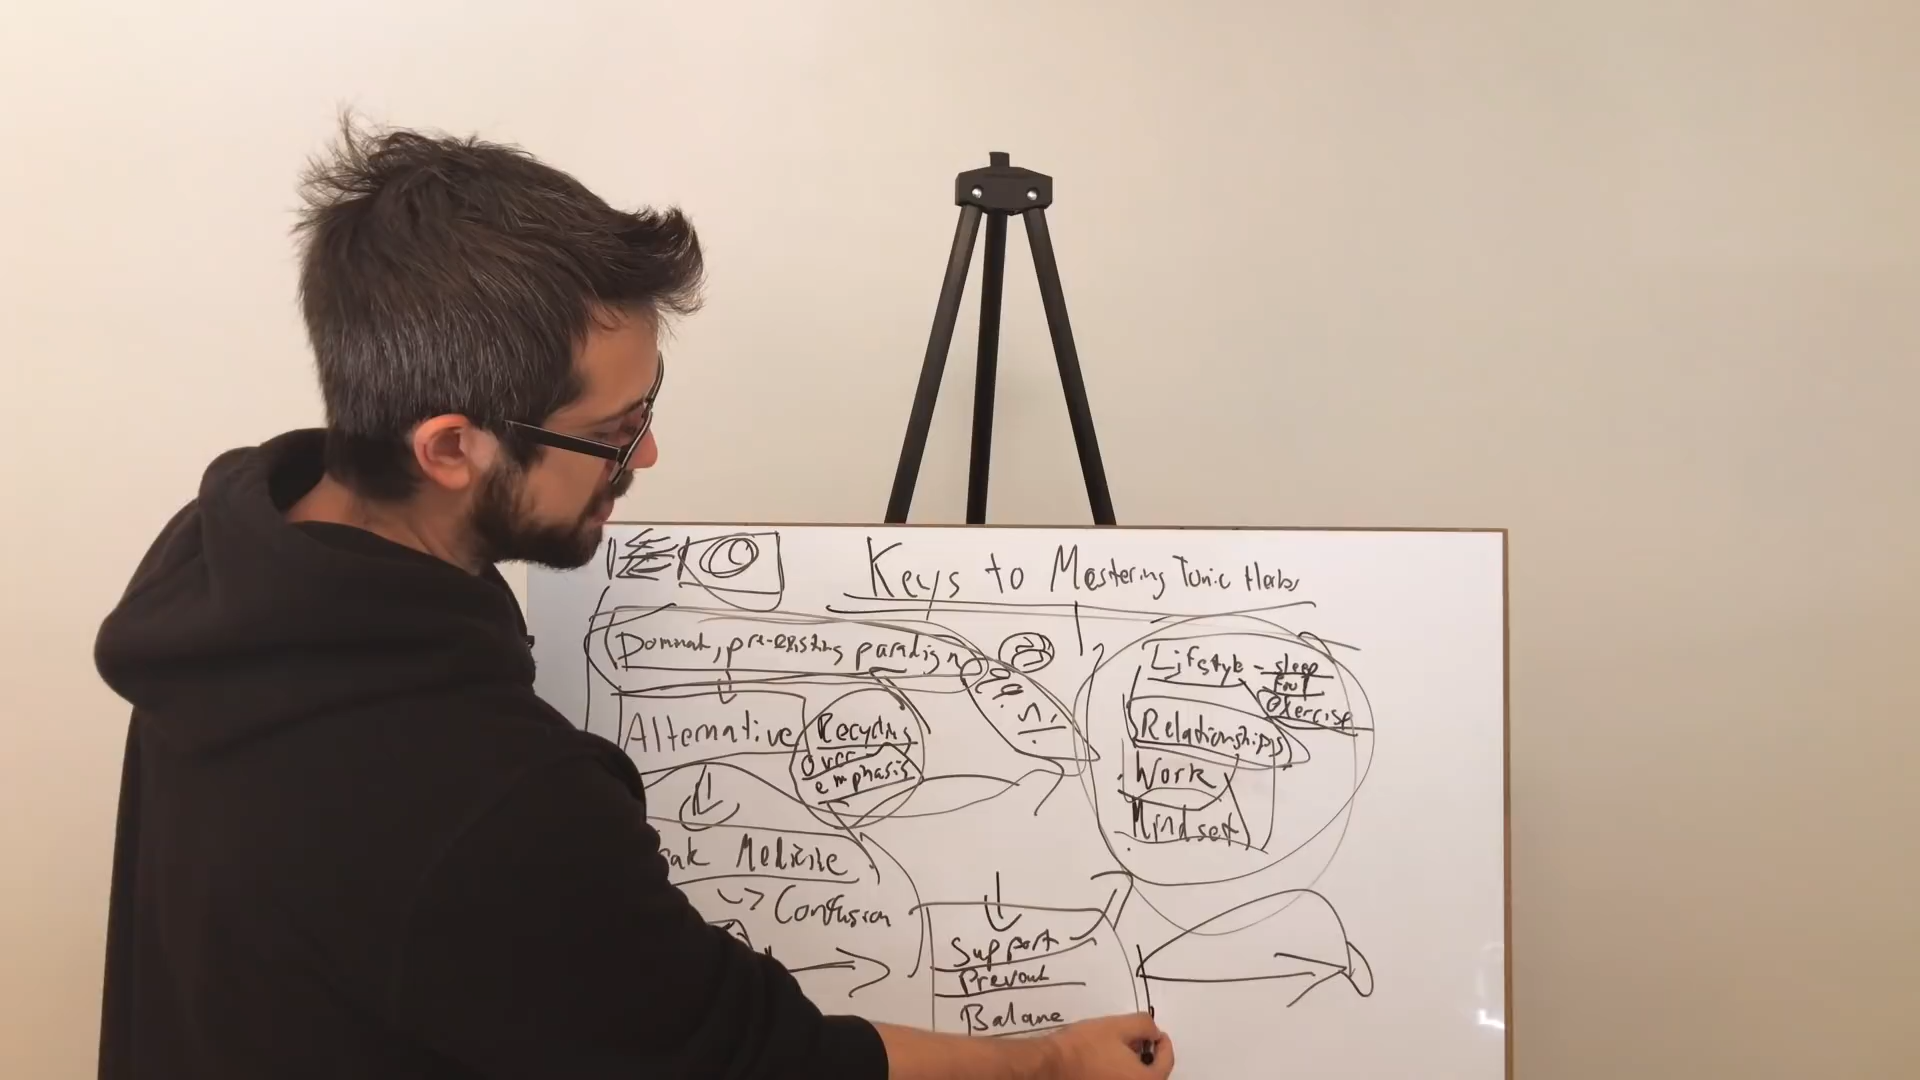 Keys to Mastering Tonic Herbs
Dominant, pre-existing paradigm
Alternative
Recycling
Over
emphasis
Medicine
-> Confusion
Lifestyle - sleep
food
exercise
Relationships
Work
Mindset
Support
Prevent
Balance